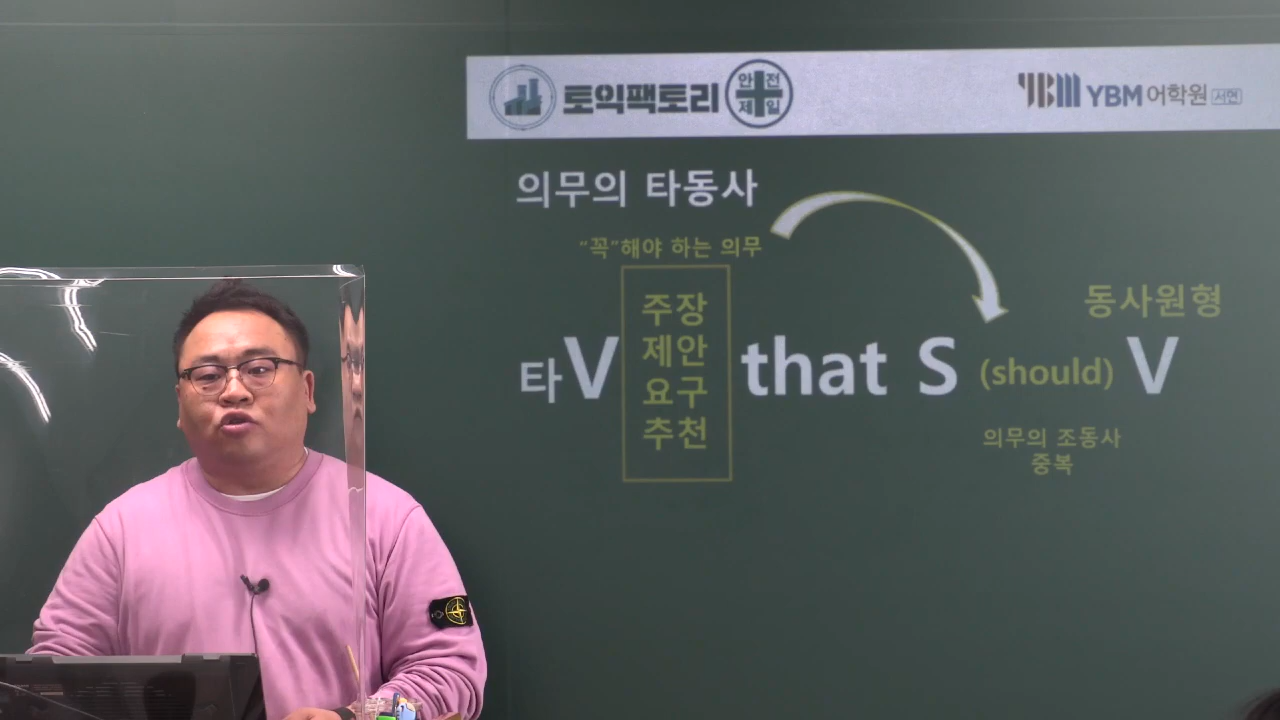 토익팩토리 안전제일
YBM YBM 어학원 서면
의무의 타동사
“꼭”해야 하는 의무
주장
제안
요구
추천
동사원형
타V that S (should) V
의무의 조동사
중복